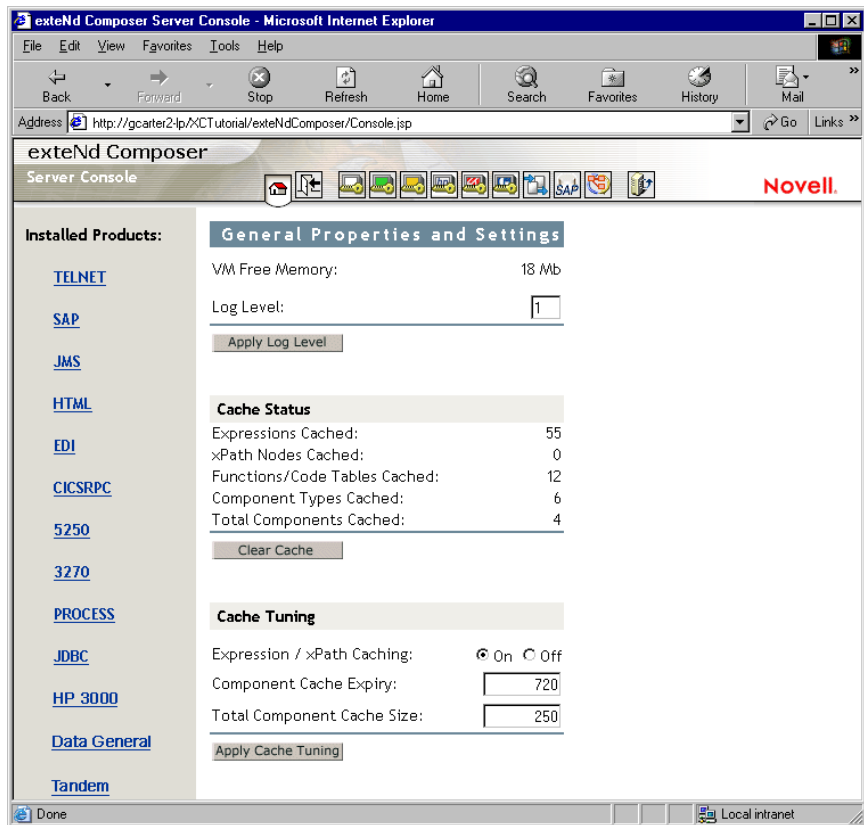 exteNd Composer Server Console - Microsoft Internet Explorer
File Edit View Favorites Tools Help
Back Forward Stop Refresh Home Search Favorites History Mail »
Address http://gcarter2-lp/XCTutorial/exteNdComposer/Console.jsp Go Links »
exteNd Composer
Server Console
hp SAP
Novell.
Installed Products:
TELNET
SAP
JMS
HTML
EDI
CICSRPC
5250
3270
PROCESS
JDBC
HP 3000
Data General
Tandem
General Properties and Settings
VM Free Memory: 18 Mb
Log Level: 1
Apply Log Level
Cache Status
Expressions Cached: 55
xPath Nodes Cached: 0
Functions/Code Tables Cached: 12
Component Types Cached: 6
Total Components Cached: 4
Clear Cache
Cache Tuning
Expression / xPath Caching: On Off
Component Cache Expiry: 720
Total Component Cache Size: 250
Apply Cache Tuning
Done Local intranet